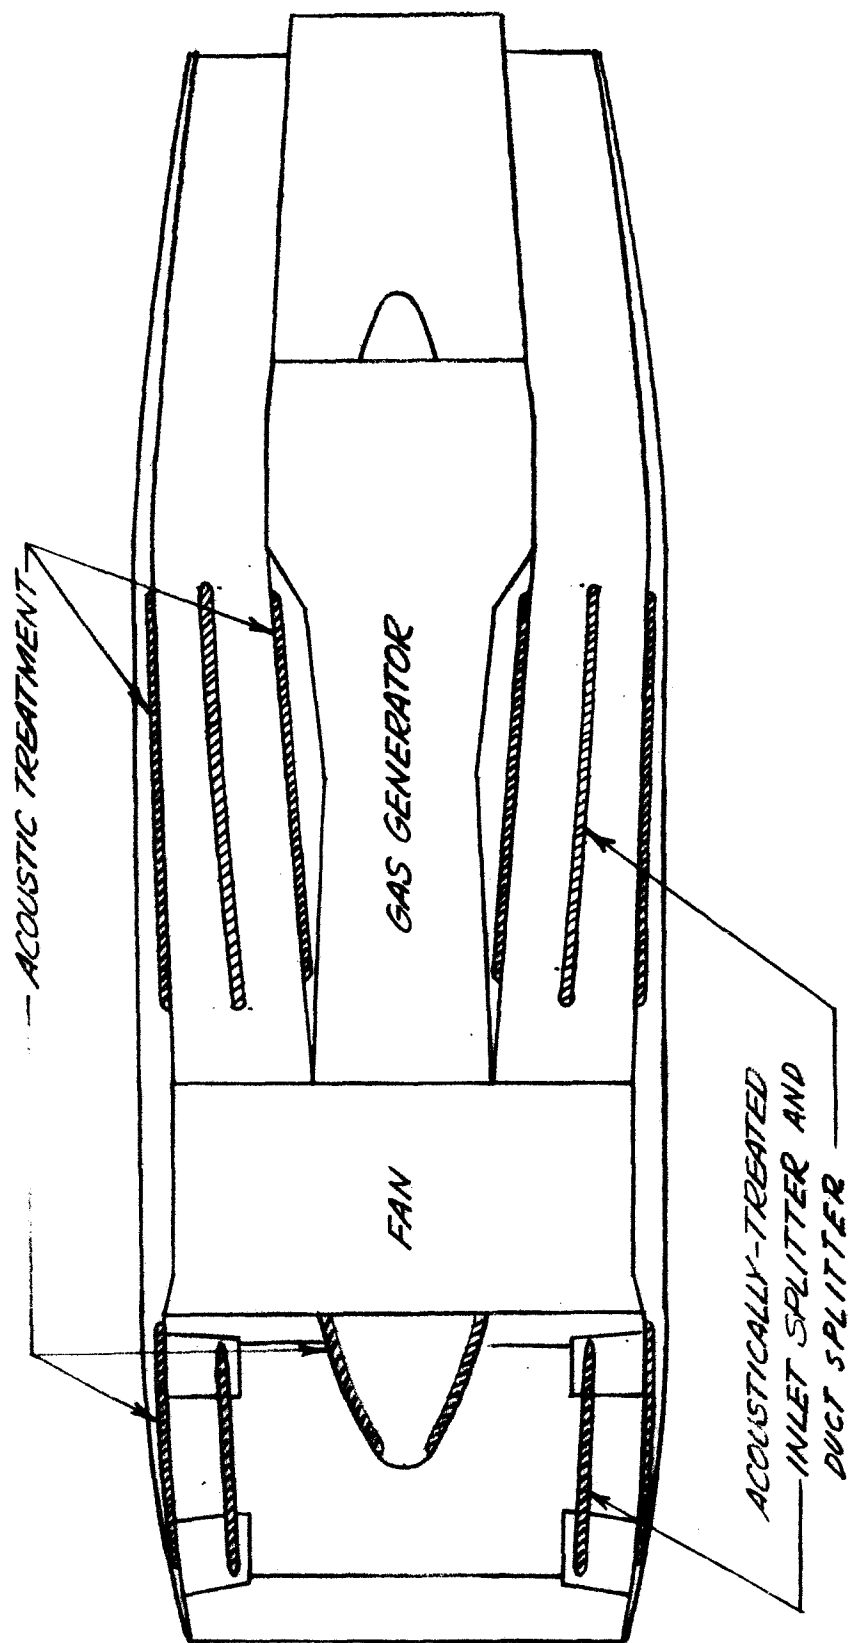 ACOUSTIC TREATMENT
GAS GENERATOR
FAN
ACOUSTICALLY-TREATED
INLET SPLITTER AND
DUCT SPLITTER